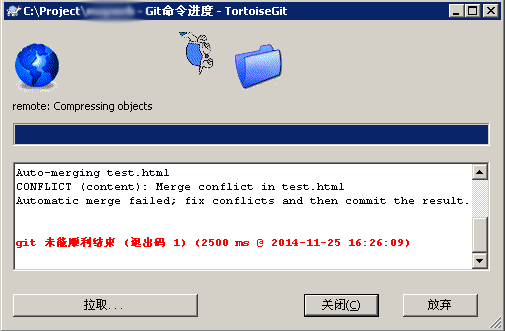 C:\Project\ - Git命令进度 - TortoiseGit
remote: Compressing objects
Auto-merging test.html
CONFLICT (content): Merge conflict in test.html
Automatic merge failed; fix conflicts and then commit the result.
git 未能顺利结束 (退出码 1) (2500 ms @ 2014-11-25 16:26:09)
拉取...
关闭(C)
放弃